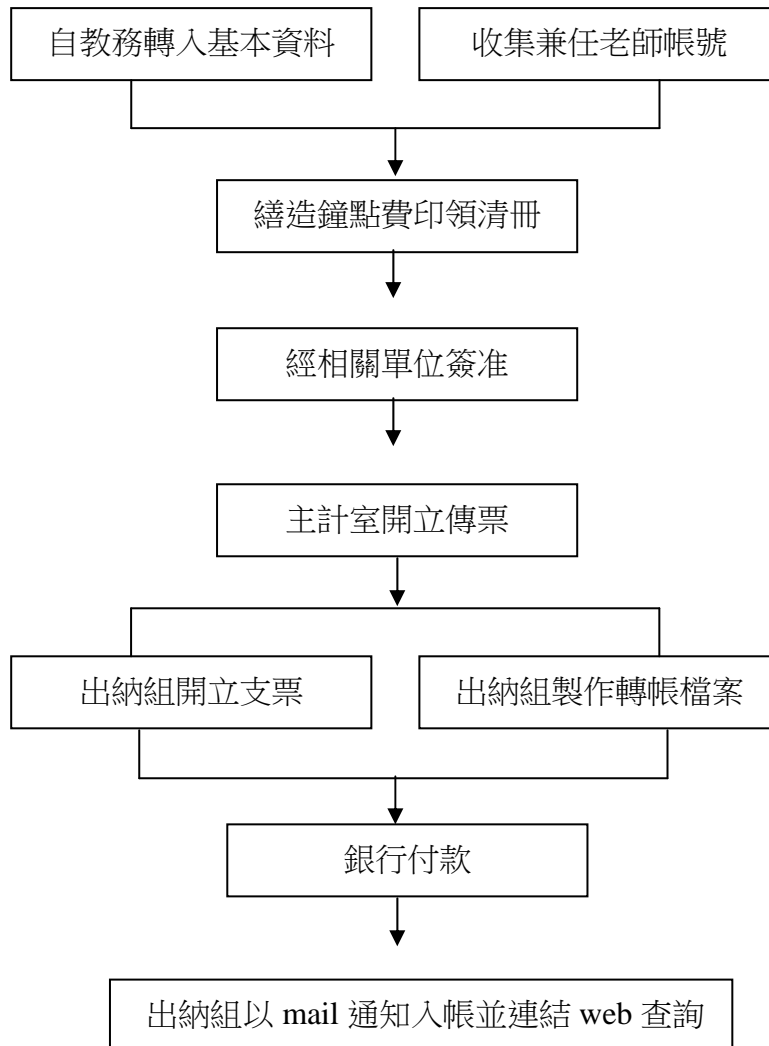 自教務轉入基本資料
收集兼任老師帳號
繕造鐘點費印領清冊
經相關單位簽准
主計室開立傳票
出納組開立支票
出納組製作轉帳檔案
銀行付款
出納組以 mail 通知入帳並連結 web 查詢